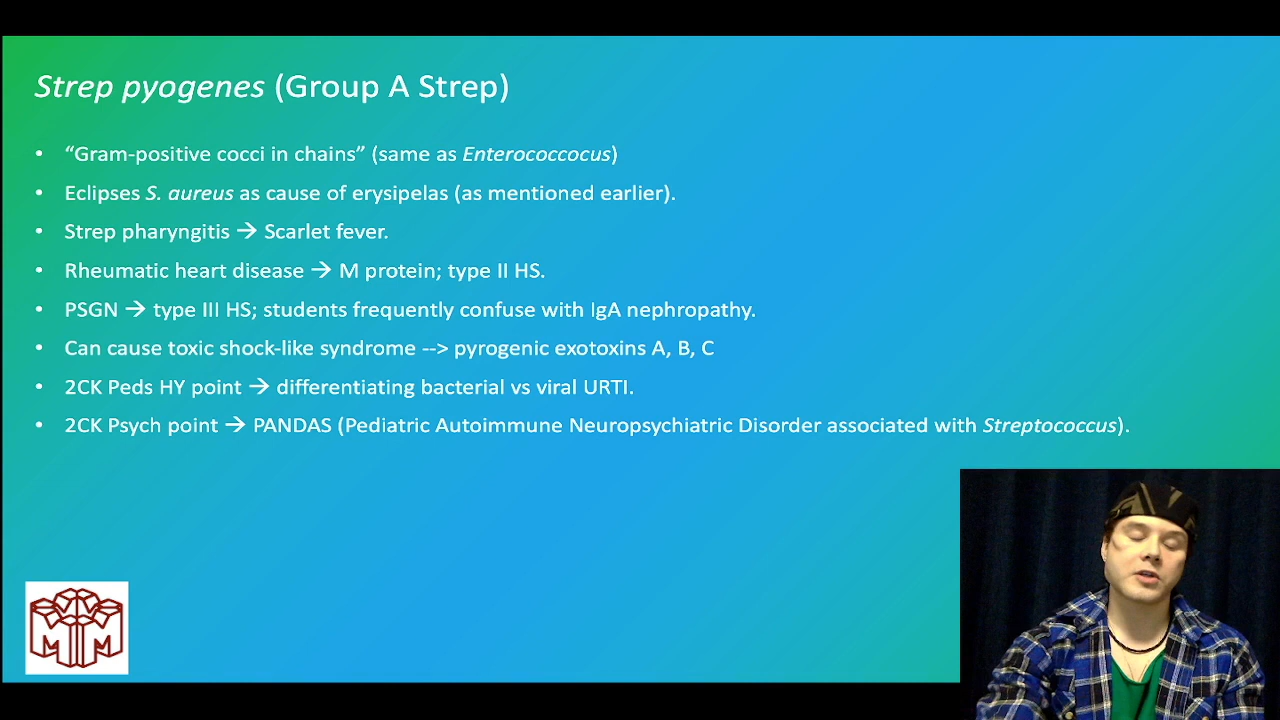 Strep pyogenes (Group A Strep)
• “Gram-positive cocci in chains” (same as Enterococcocus)
• Eclipses S. aureus as cause of erysipelas (as mentioned earlier).
• Strep pharyngitis → Scarlet fever.
• Rheumatic heart disease → M protein; type II HS.
• PSGN → type III HS; students frequently confuse with IgA nephropathy.
• Can cause toxic shock-like syndrome --> pyrogenic exotoxins A, B, C
• 2CK Peds HY point → differentiating bacterial vs viral URTI.
• 2CK Psych point → PANDAS (Pediatric Autoimmune Neuropsychiatric Disorder associated with Streptococcus).
MM